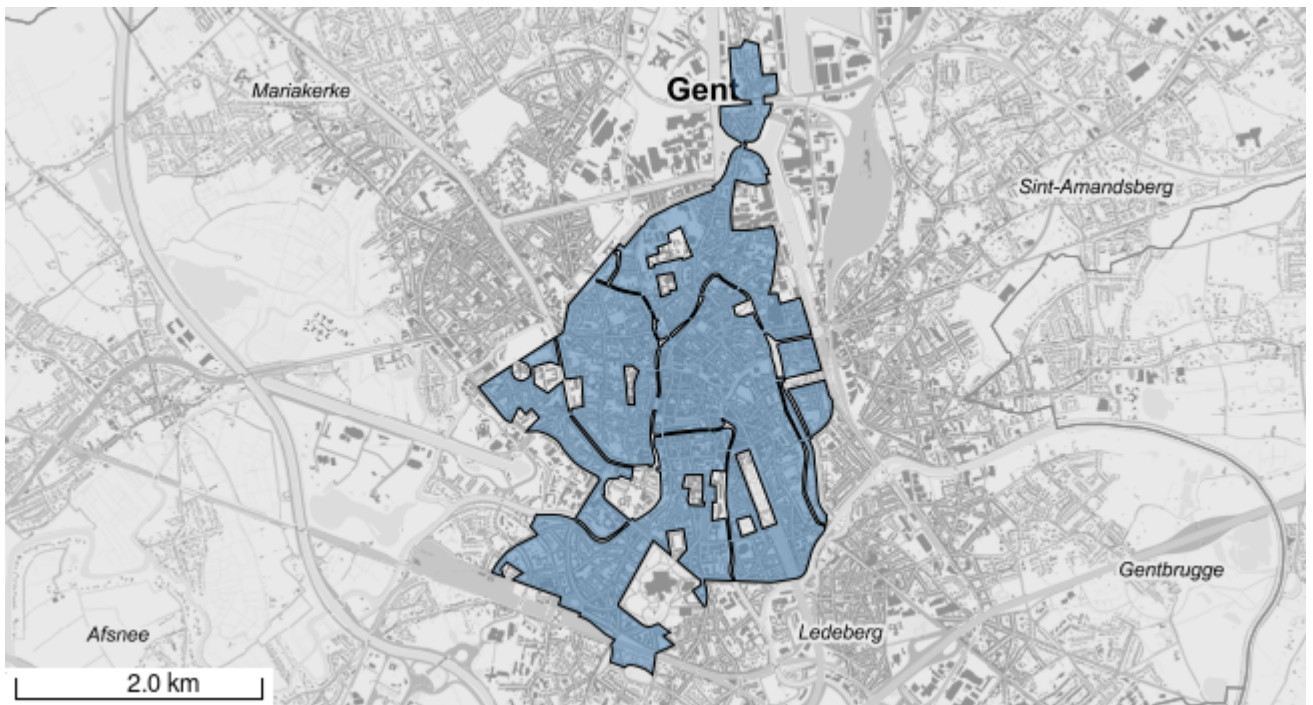 Gent
Mariakerke
Sint-Amandsberg
Gentbrugge
Afsnee
Ledeberg
2.0 km